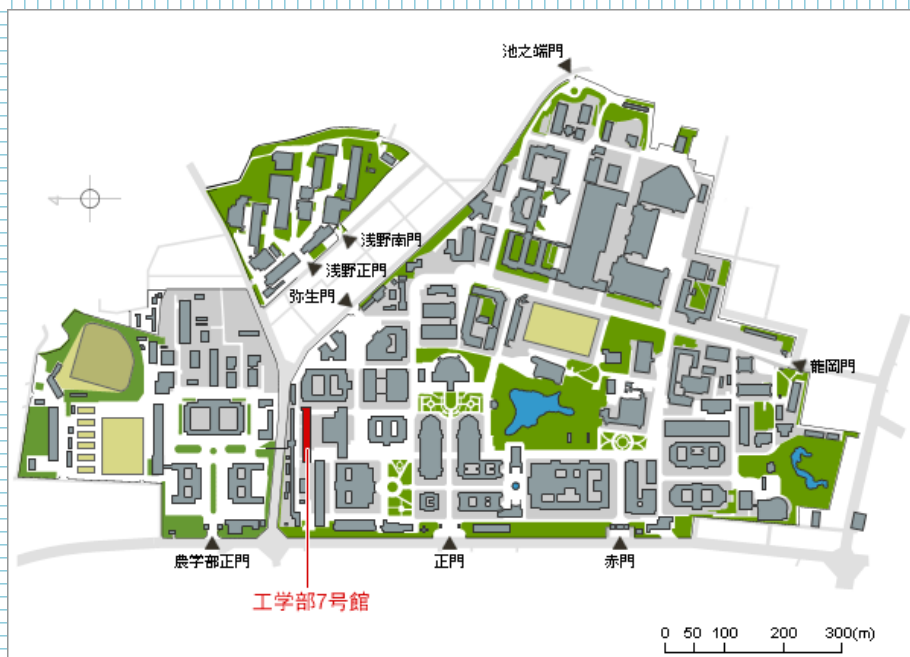 池之端門
浅野南門
浅野正門
弥生門
龍岡門
農学部正門
正門
赤門
工学部7号館
0 50 100 200 300(m)